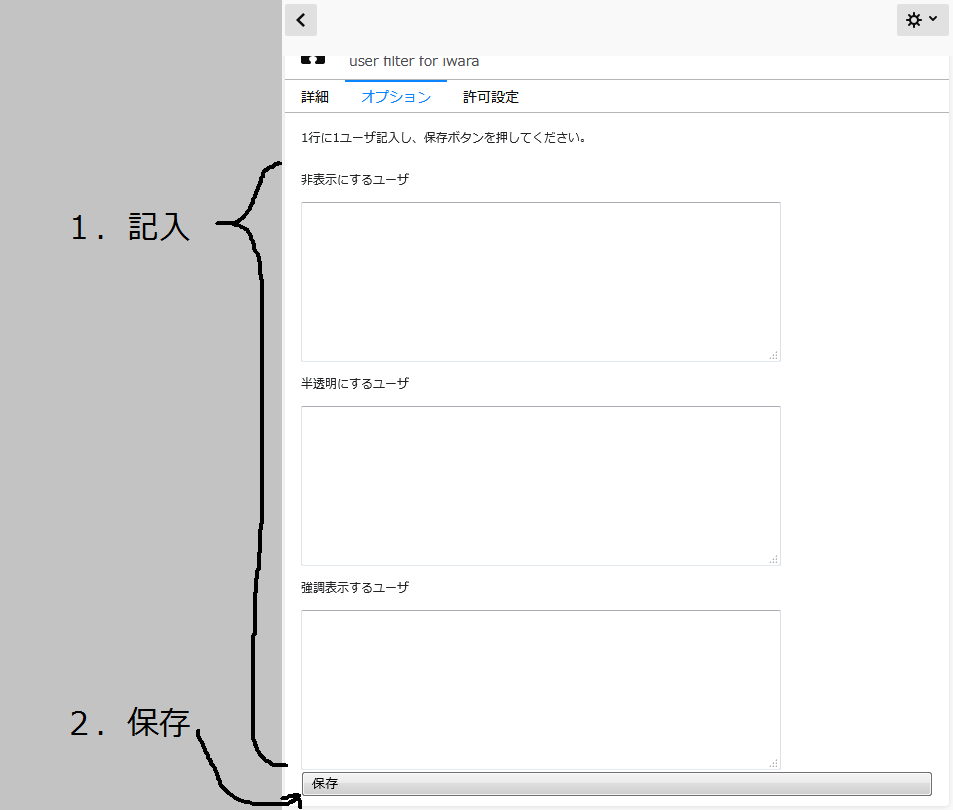 user filter for iwara
詳細 オプション 許可設定
1行に1ユーザ記入し、保存ボタンを押してください。
非表示にするユーザ
1. 記入
半透明にするユーザ
強調表示するユーザ
2. 保存
保存